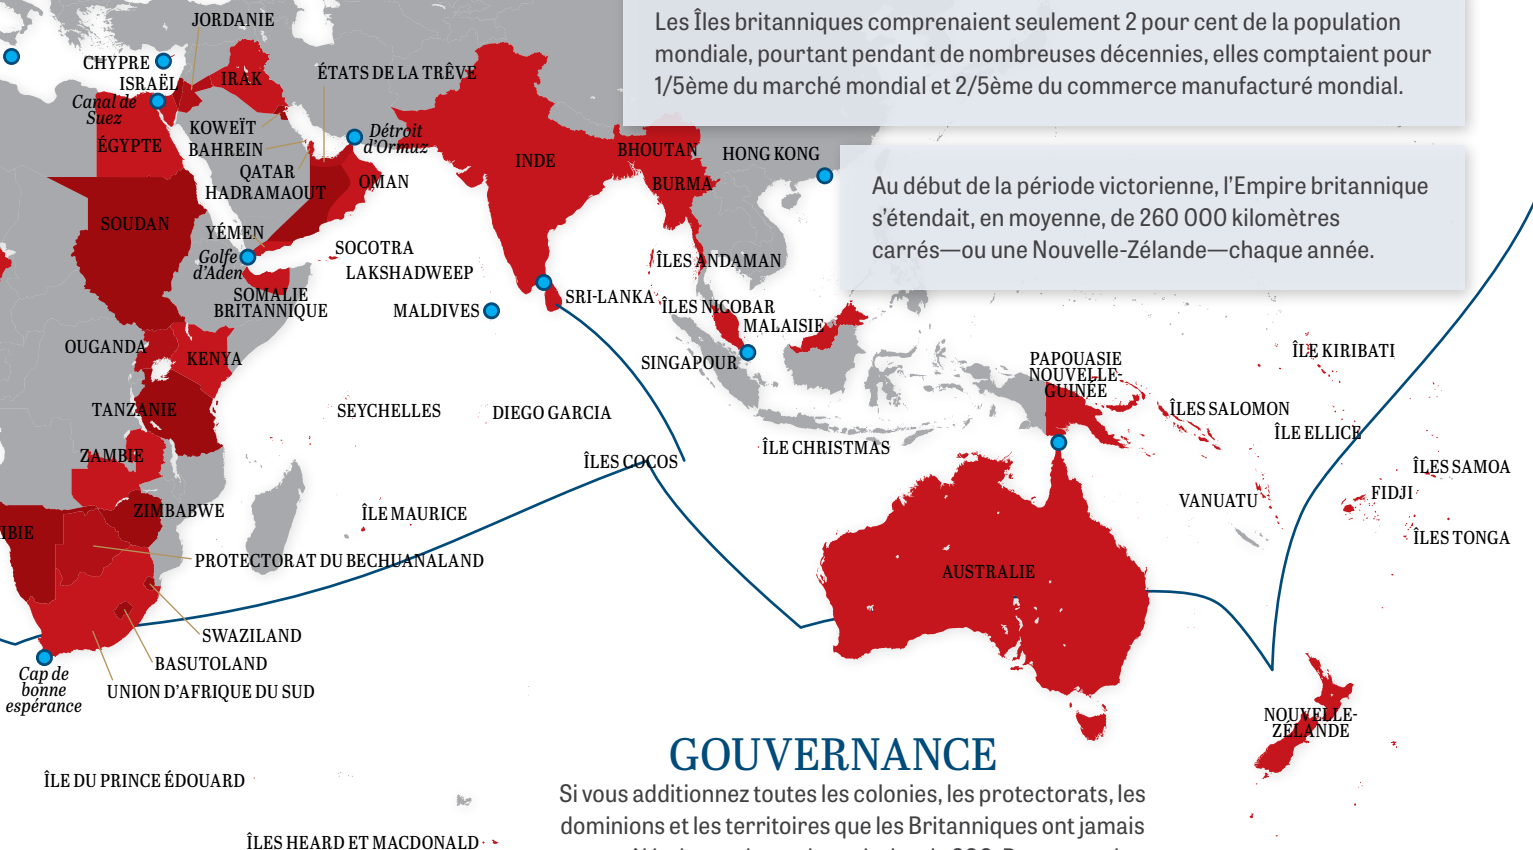 Les Îles britanniques comprenaient seulement 2 pour cent de la population
mondiale, pourtant pendant de nombreuses décennies, elles comptaient pour
1/5ème du marché mondial et 2/5ème du commerce manufacturé mondial.
Au début de la période victorienne, l'Empire britannique
s'étendait, en moyenne, de 260 000 kilomètres
carrés—ou une Nouvelle-Zélande—chaque année.
JORDANIE
CHYPRE
ISRAËL
IRAK
ÉTATS DE LA TRÊVE
Canal de
Suez
KOWEÏT
BAHREIN
Détroit
d'Ormuz
ÉGYPTE
QATAR
HADRAMAOUT
OMAN
INDE
BHOUTAN
HONG KONG
BURMA
SOUDAN
YÉMEN
SOCOTRA
Golfe
d'Aden
LAKSHADWEEP
ÎLES ANDAMAN
SOMALIE
BRITANNIQUE
MALDIVES
SRI-LANKA
ÎLES NICOBAR
MALAISIE
OUGANDA
KENYA
SINGAPOUR
PAPOUASIE
NOUVELLE-
GUINÉE
ÎLE KIRIBATI
TANZANIE
SEYCHELLES
DIEGO GARCIA
ÎLES SALOMON
ÎLE ELLICE
ÎLE CHRISTMAS
ZAMBIE
ÎLES COCOS
ÎLES SAMOA
ZIMBABWE
ÎLE MAURICE
VANUATU
FIDJI
IBIE
ÎLES TONGA
PROTECTORAT DU BECHUANALAND
AUSTRALIE
SWAZILAND
BASUTOLAND
UNION D'AFRIQUE DU SUD
Cap de
bonne
espérance
NOUVELLE-
ZÉLANDE
ÎLE DU PRINCE ÉDOUARD
ÎLES HEARD ET MACDONALD
GOUVERNANCE
Si vous additionnez toutes les colonies, les protectorats, les
dominions et les territoires que les Britanniques ont jamais